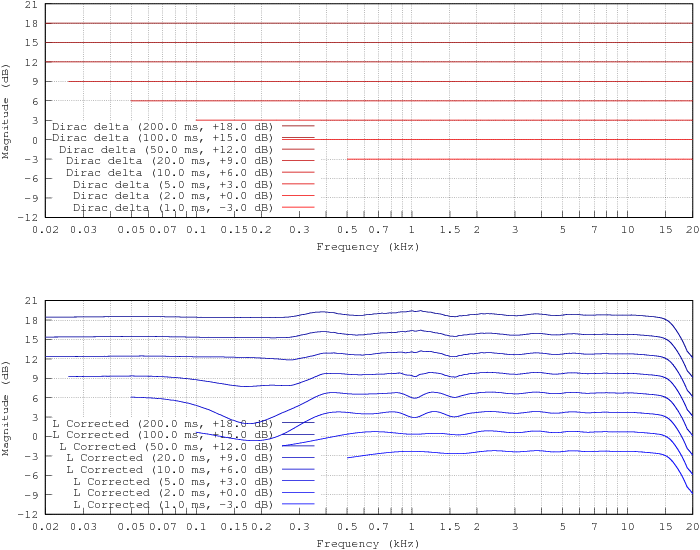 21
18
15
12
9
6
3
0
-3
-6
-9
-12
Magnitude (dB)
Dirac delta (200.0 ms, +18.0 dB)
Dirac delta (100.0 ms, +15.0 dB)
Dirac delta (50.0 ms, +12.0 dB)
Dirac delta (20.0 ms, +9.0 dB)
Dirac delta (10.0 ms, +6.0 dB)
Dirac delta (5.0 ms, +3.0 dB)
Dirac delta (2.0 ms, +0.0 dB)
Dirac delta (1.0 ms, -3.0 dB)
0.02 0.03 0.05 0.07 0.1 0.15 0.2 0.3 0.5 0.7 1 1.5 2 3 5 7 10 15 20
Frequency (kHz)
21
18
15
12
9
6
3
0
-3
-6
-9
-12
Magnitude (dB)
L Corrected (200.0 ms, +18.0 dB)
L Corrected (100.0 ms, +15.0 dB)
L Corrected (50.0 ms, +12.0 dB)
L Corrected (20.0 ms, +9.0 dB)
L Corrected (10.0 ms, +6.0 dB)
L Corrected (5.0 ms, +3.0 dB)
L Corrected (2.0 ms, +0.0 dB)
L Corrected (1.0 ms, -3.0 dB)
0.02 0.03 0.05 0.07 0.1 0.15 0.2 0.3 0.5 0.7 1 1.5 2 3 5 7 10 15 20
Frequency (kHz)